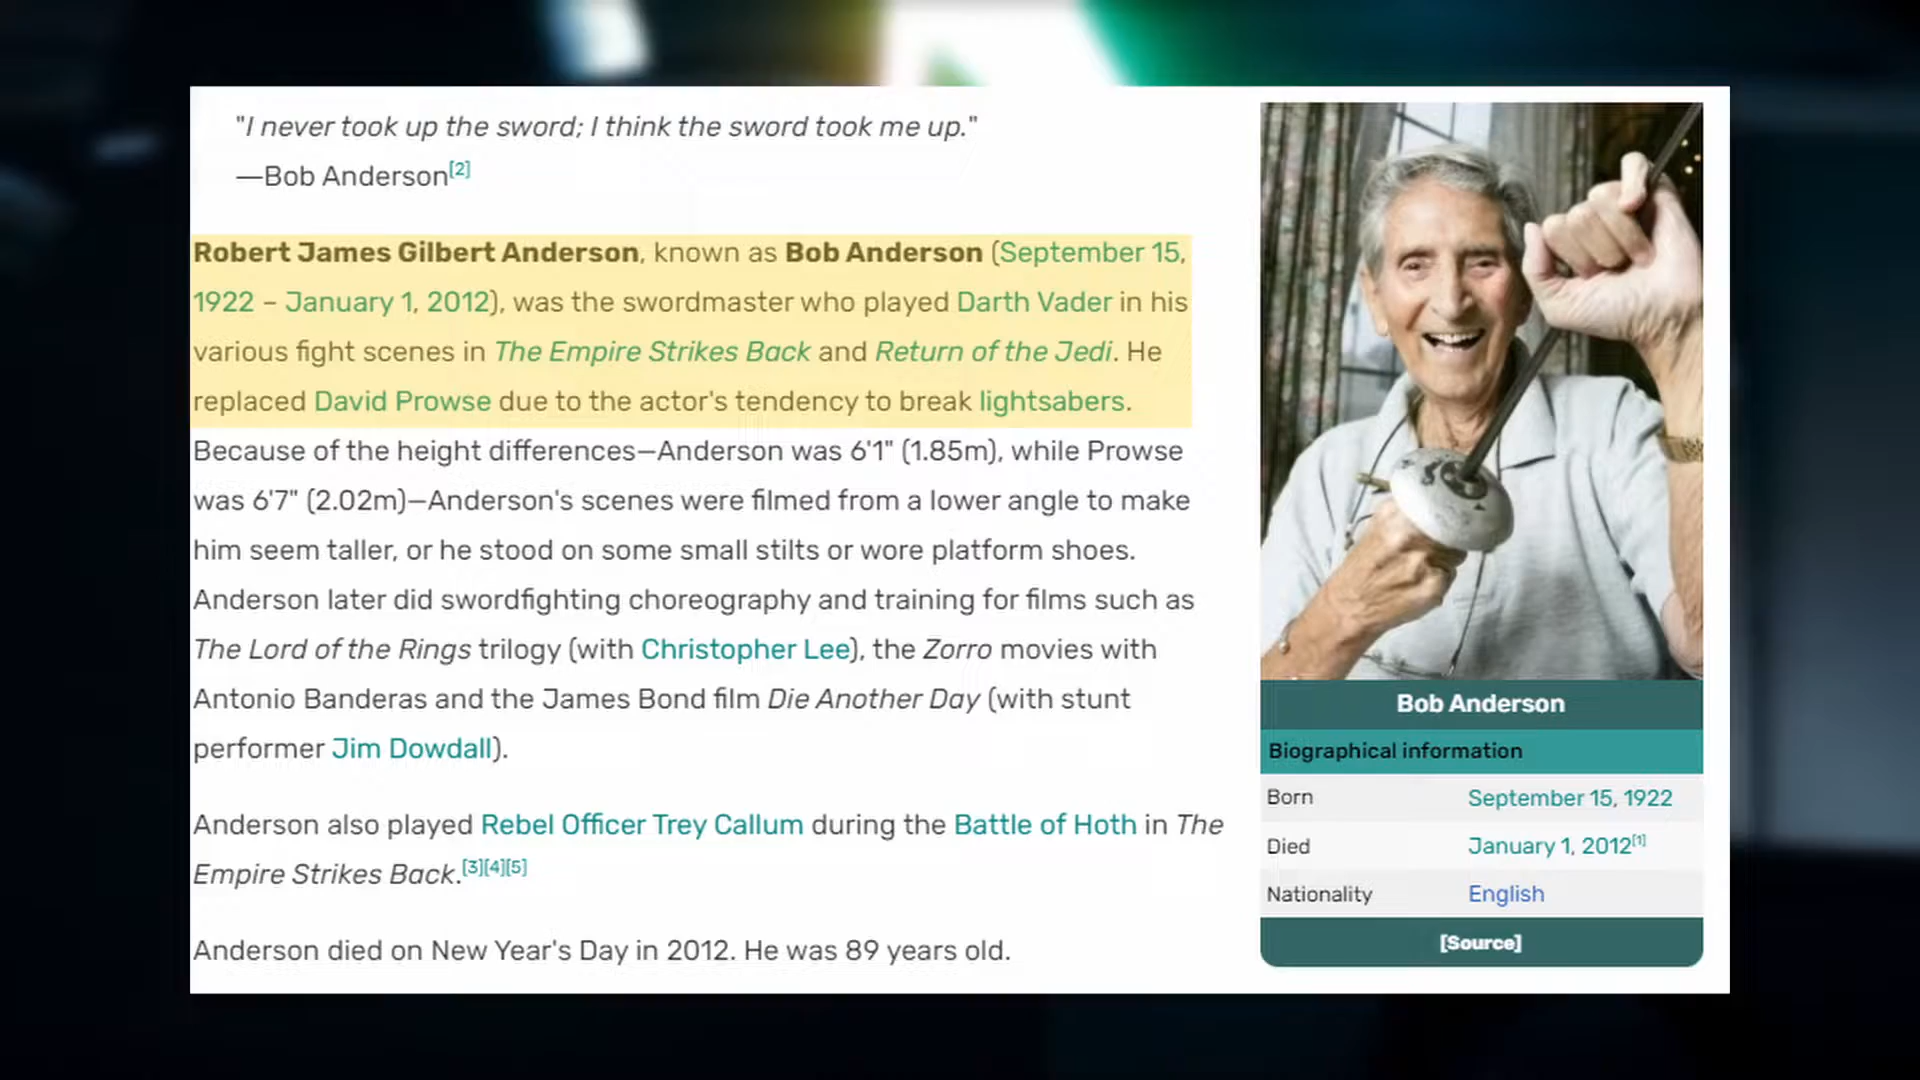 "I never took up the sword; I think the sword took me up."
—Bob Anderson[2]
Robert James Gilbert Anderson, known as Bob Anderson (September 15,
1922 – January 1, 2012), was the swordmaster who played Darth Vader in his
various fight scenes in The Empire Strikes Back and Return of the Jedi. He
replaced David Prowse due to the actor's tendency to break lightsabers.
Because of the height differences—Anderson was 6'1" (1.85m), while Prowse
was 6'7" (2.02m)—Anderson's scenes were filmed from a lower angle to make
him seem taller, or he stood on some small stilts or wore platform shoes.
Anderson later did swordfighting choreography and training for films such as
The Lord of the Rings trilogy (with Christopher Lee), the Zorro movies with
Antonio Banderas and the James Bond film Die Another Day (with stunt
performer Jim Dowdall).
Anderson also played Rebel Officer Trey Callum during the Battle of Hoth in The
Empire Strikes Back.[3][4][5]
Anderson died on New Year's Day in 2012. He was 89 years old.
Bob Anderson
Biographical information
Born September 15, 1922
Died January 1, 2012[1]
Nationality English
[Source]